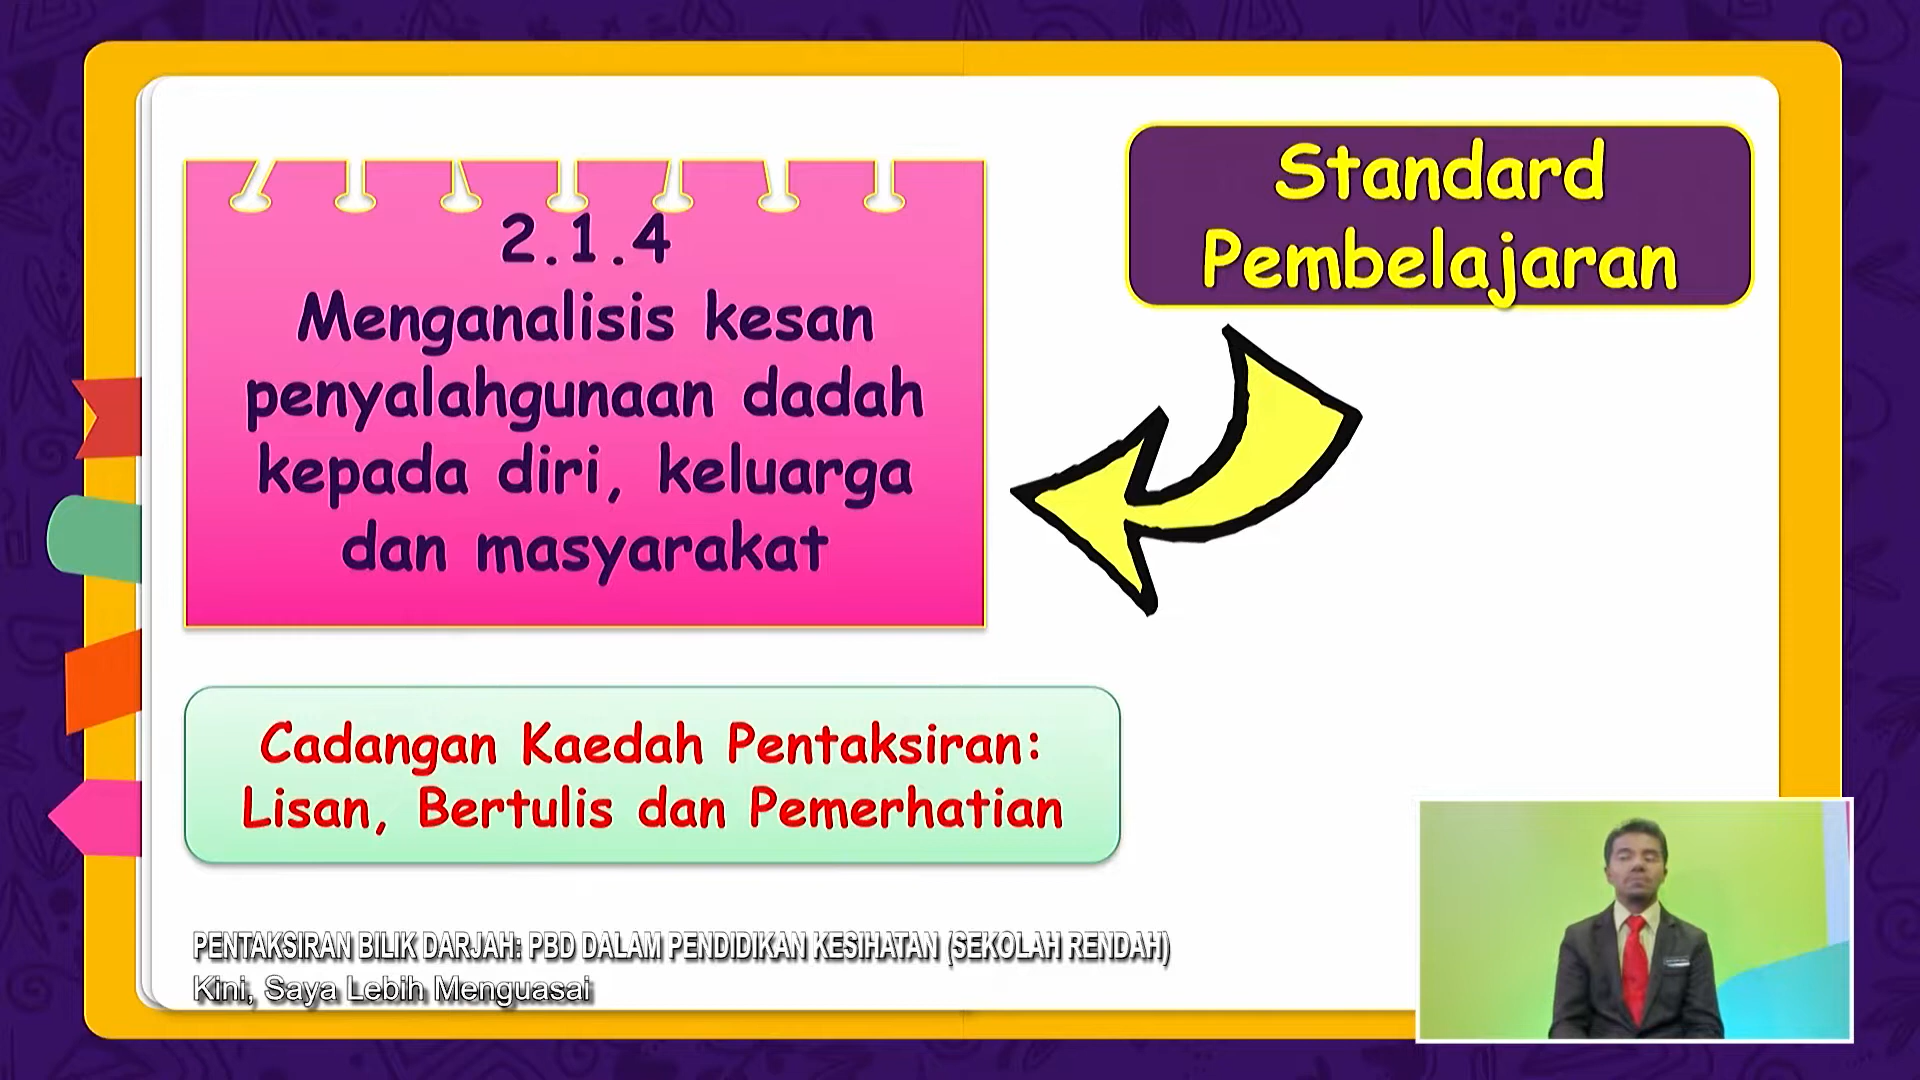 Standard
Pembelajaran
2.1.4
Menganalisis kesan
penyalahgunaan dadah
kepada diri, keluarga
dan masyarakat
Cadangan Kaedah Pentaksiran:
Lisan, Bertulis dan Pemerhatian
PENTAKSIRAN BILIK DARJAH: PBD DALAM PENDIDIKAN KESIHATAN (SEKOLAH RENDAH)
Kini, Saya Lebih Menguasai